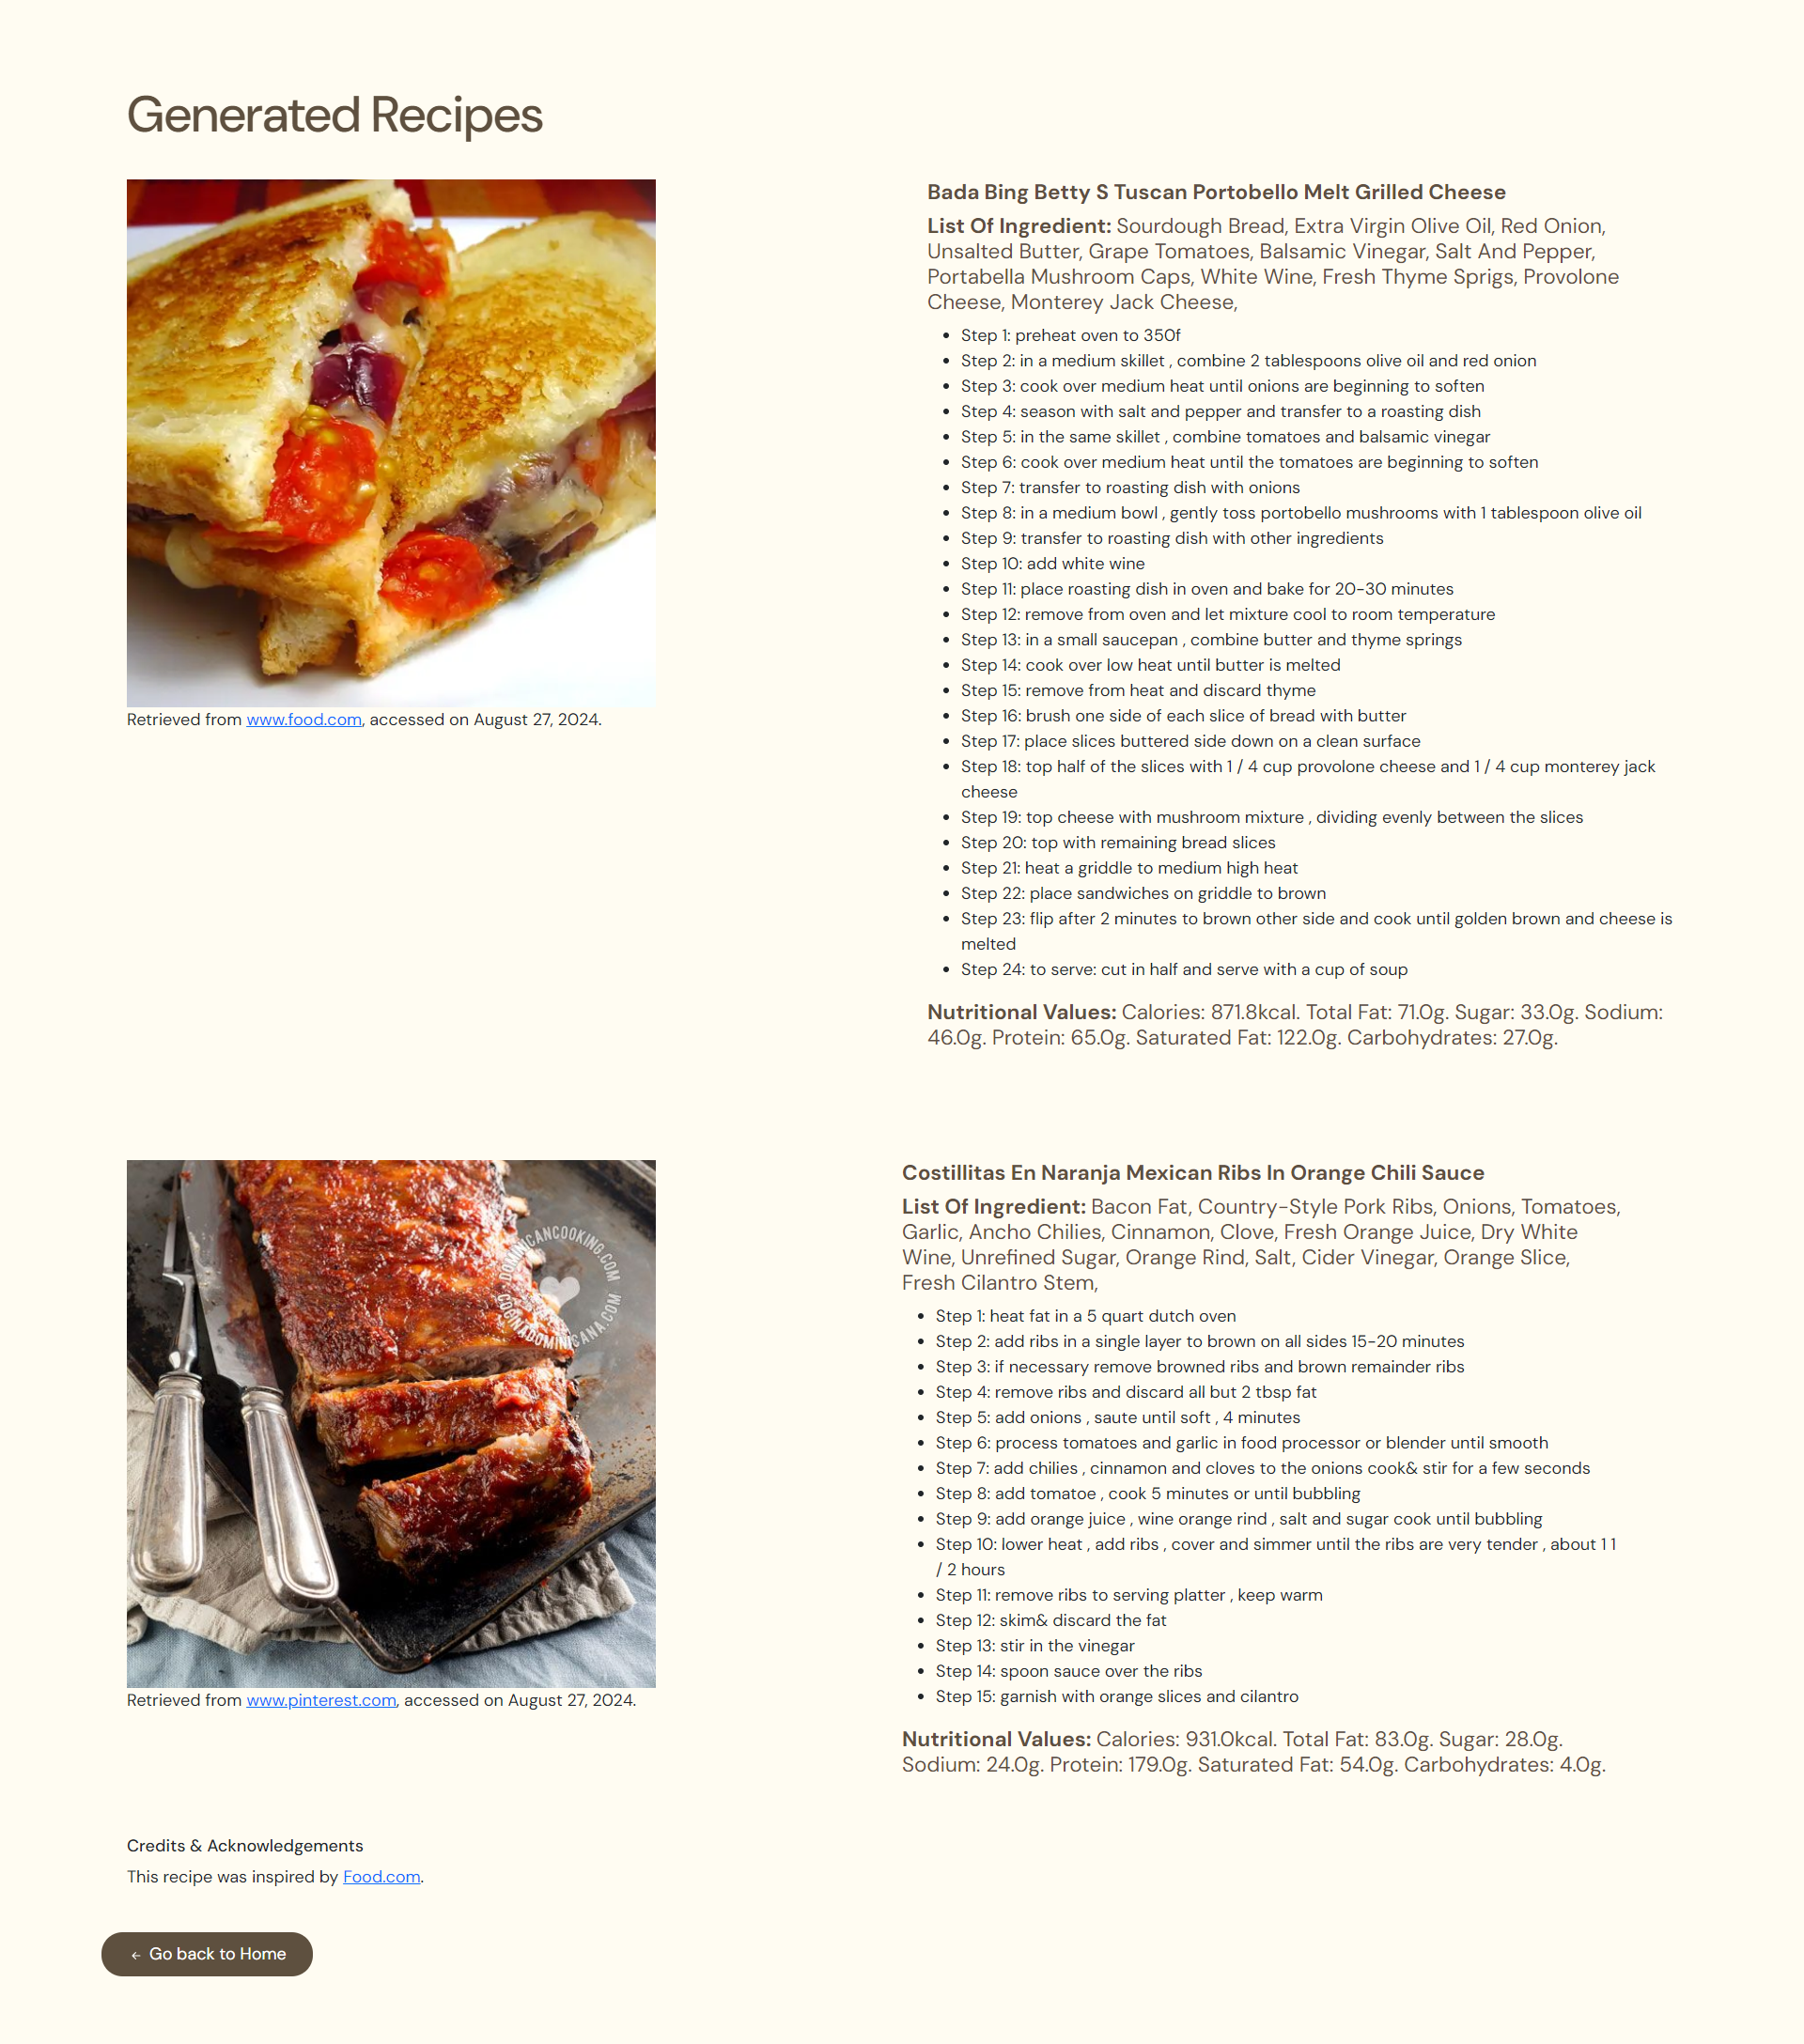 Generated Recipes
Bada Bing Betty S Tuscan Portobello Melt Grilled Cheese
List Of Ingredient: Sourdough Bread, Extra Virgin Olive Oil, Red Onion,
Unsalted Butter, Grape Tomatoes, Balsamic Vinegar, Salt And Pepper,
Portabella Mushroom Caps, White Wine, Fresh Thyme Sprigs, Provolone
Cheese, Monterey Jack Cheese,
• Step 1: preheat oven to 350f
• Step 2: in a medium skillet , combine 2 tablespoons olive oil and red onion
• Step 3: cook over medium heat until onions are beginning to soften
• Step 4: season with salt and pepper and transfer to a roasting dish
• Step 5: in the same skillet , combine tomatoes and balsamic vinegar
• Step 6: cook over medium heat until the tomatoes are beginning to soften
• Step 7: transfer to roasting dish with onions
• Step 8: in a medium bowl , gently toss portobello mushrooms with 1 tablespoon olive oil
• Step 9: transfer to roasting dish with other ingredients
• Step 10: add white wine
• Step 11: place roasting dish in oven and bake for 20-30 minutes
• Step 12: remove from oven and let mixture cool to room temperature
• Step 13: in a small saucepan , combine butter and thyme springs
• Step 14: cook over low heat until butter is melted
• Step 15: remove from heat and discard thyme
• Step 16: brush one side of each slice of bread with butter
• Step 17: place slices buttered side down on a clean surface
• Step 18: top half of the slices with 1 / 4 cup provolone cheese and 1 / 4 cup monterey jack
cheese
• Step 19: top cheese with mushroom mixture , dividing evenly between the slices
• Step 20: top with remaining bread slices
• Step 21: heat a griddle to medium high heat
• Step 22: place sandwiches on griddle to brown
• Step 23: flip after 2 minutes to brown other side and cook until golden brown and cheese is
melted
• Step 24: to serve: cut in half and serve with a cup of soup
Nutritional Values: Calories: 871.8kcal. Total Fat: 71.0g. Sugar: 33.0g. Sodium:
46.0g. Protein: 65.0g. Saturated Fat: 122.0g. Carbohydrates: 27.0g.
Retrieved from www.food.com, accessed on August 27, 2024.
DOMINICANCOOKING.COM
COCINADOMINICANA.COM
Costillitas En Naranja Mexican Ribs In Orange Chili Sauce
List Of Ingredient: Bacon Fat, Country-Style Pork Ribs, Onions, Tomatoes,
Garlic, Ancho Chilies, Cinnamon, Clove, Fresh Orange Juice, Dry White
Wine, Unrefined Sugar, Orange Rind, Salt, Cider Vinegar, Orange Slice,
Fresh Cilantro Stem,
• Step 1: heat fat in a 5 quart dutch oven
• Step 2: add ribs in a single layer to brown on all sides 15-20 minutes
• Step 3: if necessary remove browned ribs and brown remainder ribs
• Step 4: remove ribs and discard all but 2 tbsp fat
• Step 5: add onions , saute until soft , 4 minutes
• Step 6: process tomatoes and garlic in food processor or blender until smooth
• Step 7: add chilies , cinnamon and cloves to the onions cook& stir for a few seconds
• Step 8: add tomatoe , cook 5 minutes or until bubbling
• Step 9: add orange juice , wine orange rind , salt and sugar cook until bubbling
• Step 10: lower heat , add ribs , cover and simmer until the ribs are very tender , about 1 1
/ 2 hours
• Step 11: remove ribs to serving platter , keep warm
• Step 12: skim& discard the fat
• Step 13: stir in the vinegar
• Step 14: spoon sauce over the ribs
• Step 15: garnish with orange slices and cilantro
Nutritional Values: Calories: 931.0kcal. Total Fat: 83.0g. Sugar: 28.0g.
Sodium: 24.0g. Protein: 179.0g. Saturated Fat: 54.0g. Carbohydrates: 4.0g.
Retrieved from www.pinterest.com, accessed on August 27, 2024.
Credits & Acknowledgements
This recipe was inspired by Food.com.
← Go back to Home